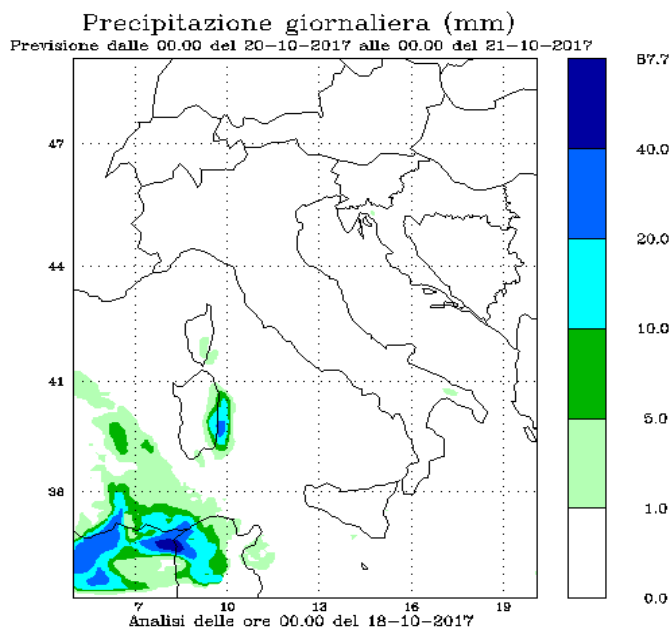 Precipitazione giornaliera (mm)
Previsione dalle 00.00 del 20-10-2017 alle 00.00 del 21-10-2017
87.7
47
40.0
20.0
44
10.0
41
5.0
38
1.0
0.0
7 10 13 16 19
Analisi delle ore 00.00 del 18-10-2017